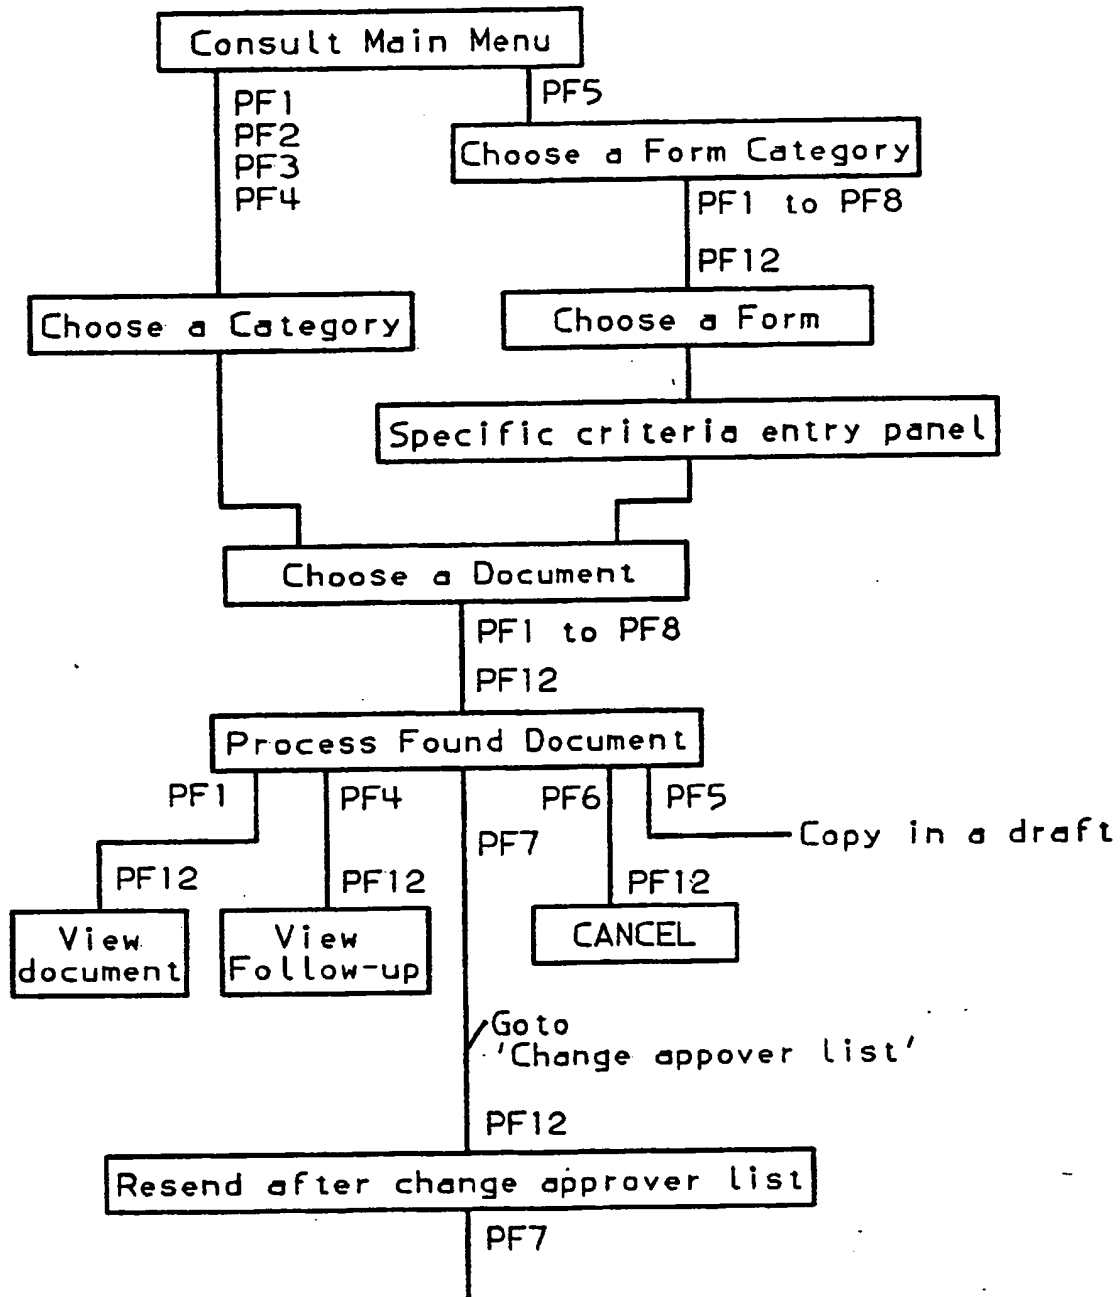 Consult Main Menu
PF1
PF2
PF3
PF4
PF5
Choose a Form Category
PF1 to PF8
PF12
Choose a Category
Choose a Form
Specific criteria entry panel
Choose a Document
PF1 to PF8
PF12
Process Found Document
PF1
PF4
PF7
PF6
PF5
Copy in a draft
PF12
PF12
PF12
View
document
View
Follow-up
CANCEL
Goto
'Change appover list'
PF12
Resend after change approver list
PF7